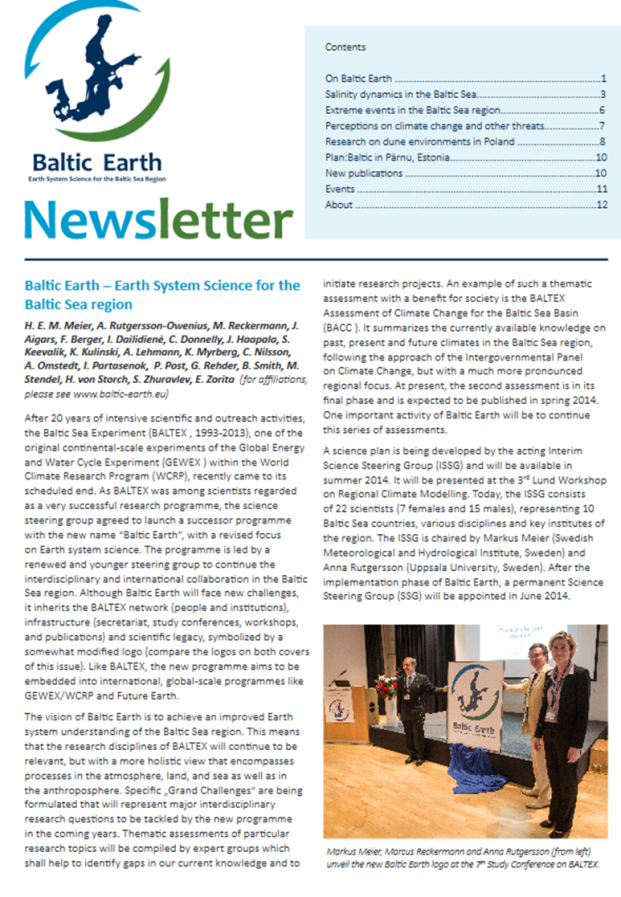 Baltic Earth
Earth System Science for the Baltic Sea Region
Newsletter
Contents
On Baltic Earth ...............................................................1
Salinity dynamics in the Baltic Sea......................................3
Extreme events in the Baltic Sea region..............................6
Perceptions on climate change and other threats.................7
Research on dune environments in Poland .........................8
Plan:Baltic in Pärnu, Estonia.............................................10
New publications ...........................................................10
Events ..........................................................................11
About ...........................................................................12
Baltic Earth – Earth System Science for the
Baltic Sea region
H. E. M. Meier, A. Rutgersson-Owenius, M. Reckermann, J.
Aigars, F. Berger, I. Dailidienė, C. Donnelly, J. Haapala, S.
Keevalik, K. Kulinski, A. Lehmann, K. Myrberg, C. Nilsson,
A. Omstedt, I. Partasenok, P. Post, G. Rehder, B. Smith, M.
Stendel, H. von Storch, S. Zhuravlev, E. Zorita (for affiliations,
please see www.baltic-earth.eu)
After 20 years of intensive scientific and outreach activities,
the Baltic Sea Experiment (BALTEX , 1993-2013), one of the
original continental-scale experiments of the Global Energy
and Water Cycle Experiment (GEWEX ) within the World
Climate Research Program (WCRP), recently came to its
scheduled end. As BALTEX was among scientists regarded
as a very successful research programme, the science
steering group agreed to launch a successor programme
with the new name “Baltic Earth”, with a revised focus
on Earth system science. The programme is led by a
renewed and younger steering group to continue the
interdisciplinary and international collaboration in the Baltic
Sea region. Although Baltic Earth will face new challenges,
it inherits the BALTEX network (people and institutions),
infrastructure (secretariat, study conferences, workshops,
and publications) and scientific legacy, symbolized by a
somewhat modified logo (compare the logos on both covers
of this issue). Like BALTEX, the new programme aims to be
embedded into international, global-scale programmes like
GEWEX/WCRP and Future Earth.
The vision of Baltic Earth is to achieve an improved Earth
system understanding of the Baltic Sea region. This means
that the research disciplines of BALTEX will continue to be
relevant, but with a more holistic view that encompasses
processes in the atmosphere, land, and sea as well as in
the anthroposphere. Specific „Grand Challenges“ are being
formulated that will represent major interdisciplinary
research questions to be tackled by the new programme
in the coming years. Thematic assessments of particular
research topics will be compiled by expert groups which
shall help to identify gaps in our current knowledge and to
initiate research projects. An example of such a thematic
assessment with a benefit for society is the BALTEX
Assessment of Climate Change for the Baltic Sea Basin
(BACC ). It summarizes the currently available knowledge on
past, present and future climates in the Baltic Sea region,
following the approach of the Intergovernmental Panel
on Climate Change, but with a much more pronounced
regional focus. At present, the second assessment is in its
final phase and is expected to be published in spring 2014.
One important activity of Baltic Earth will be to continue
this series of assessments.
A science plan is being developed by the acting Interim
Science Steering Group (ISSG) and will be available in
summer 2014. It will be presented at the 3rd Lund Workshop
on Regional Climate Modelling. Today, the ISSG consists
of 22 scientists (7 females and 15 males), representing 10
Baltic Sea countries, various disciplines and key institutes of
the region. The ISSG is chaired by Markus Meier (Swedish
Meteorological and Hydrological Institute, Sweden) and
Anna Rutgersson (Uppsala University, Sweden). After the
implementation phase of Baltic Earth, a permanent Science
Steering Group (SSG) will be appointed in June 2014.
Baltic Earth
Markus Meier, Marcus Reckermann and Anna Rutgersson (from left)
unveil the new Baltic Earth logo at the 7th Study Conference on BALTEX.